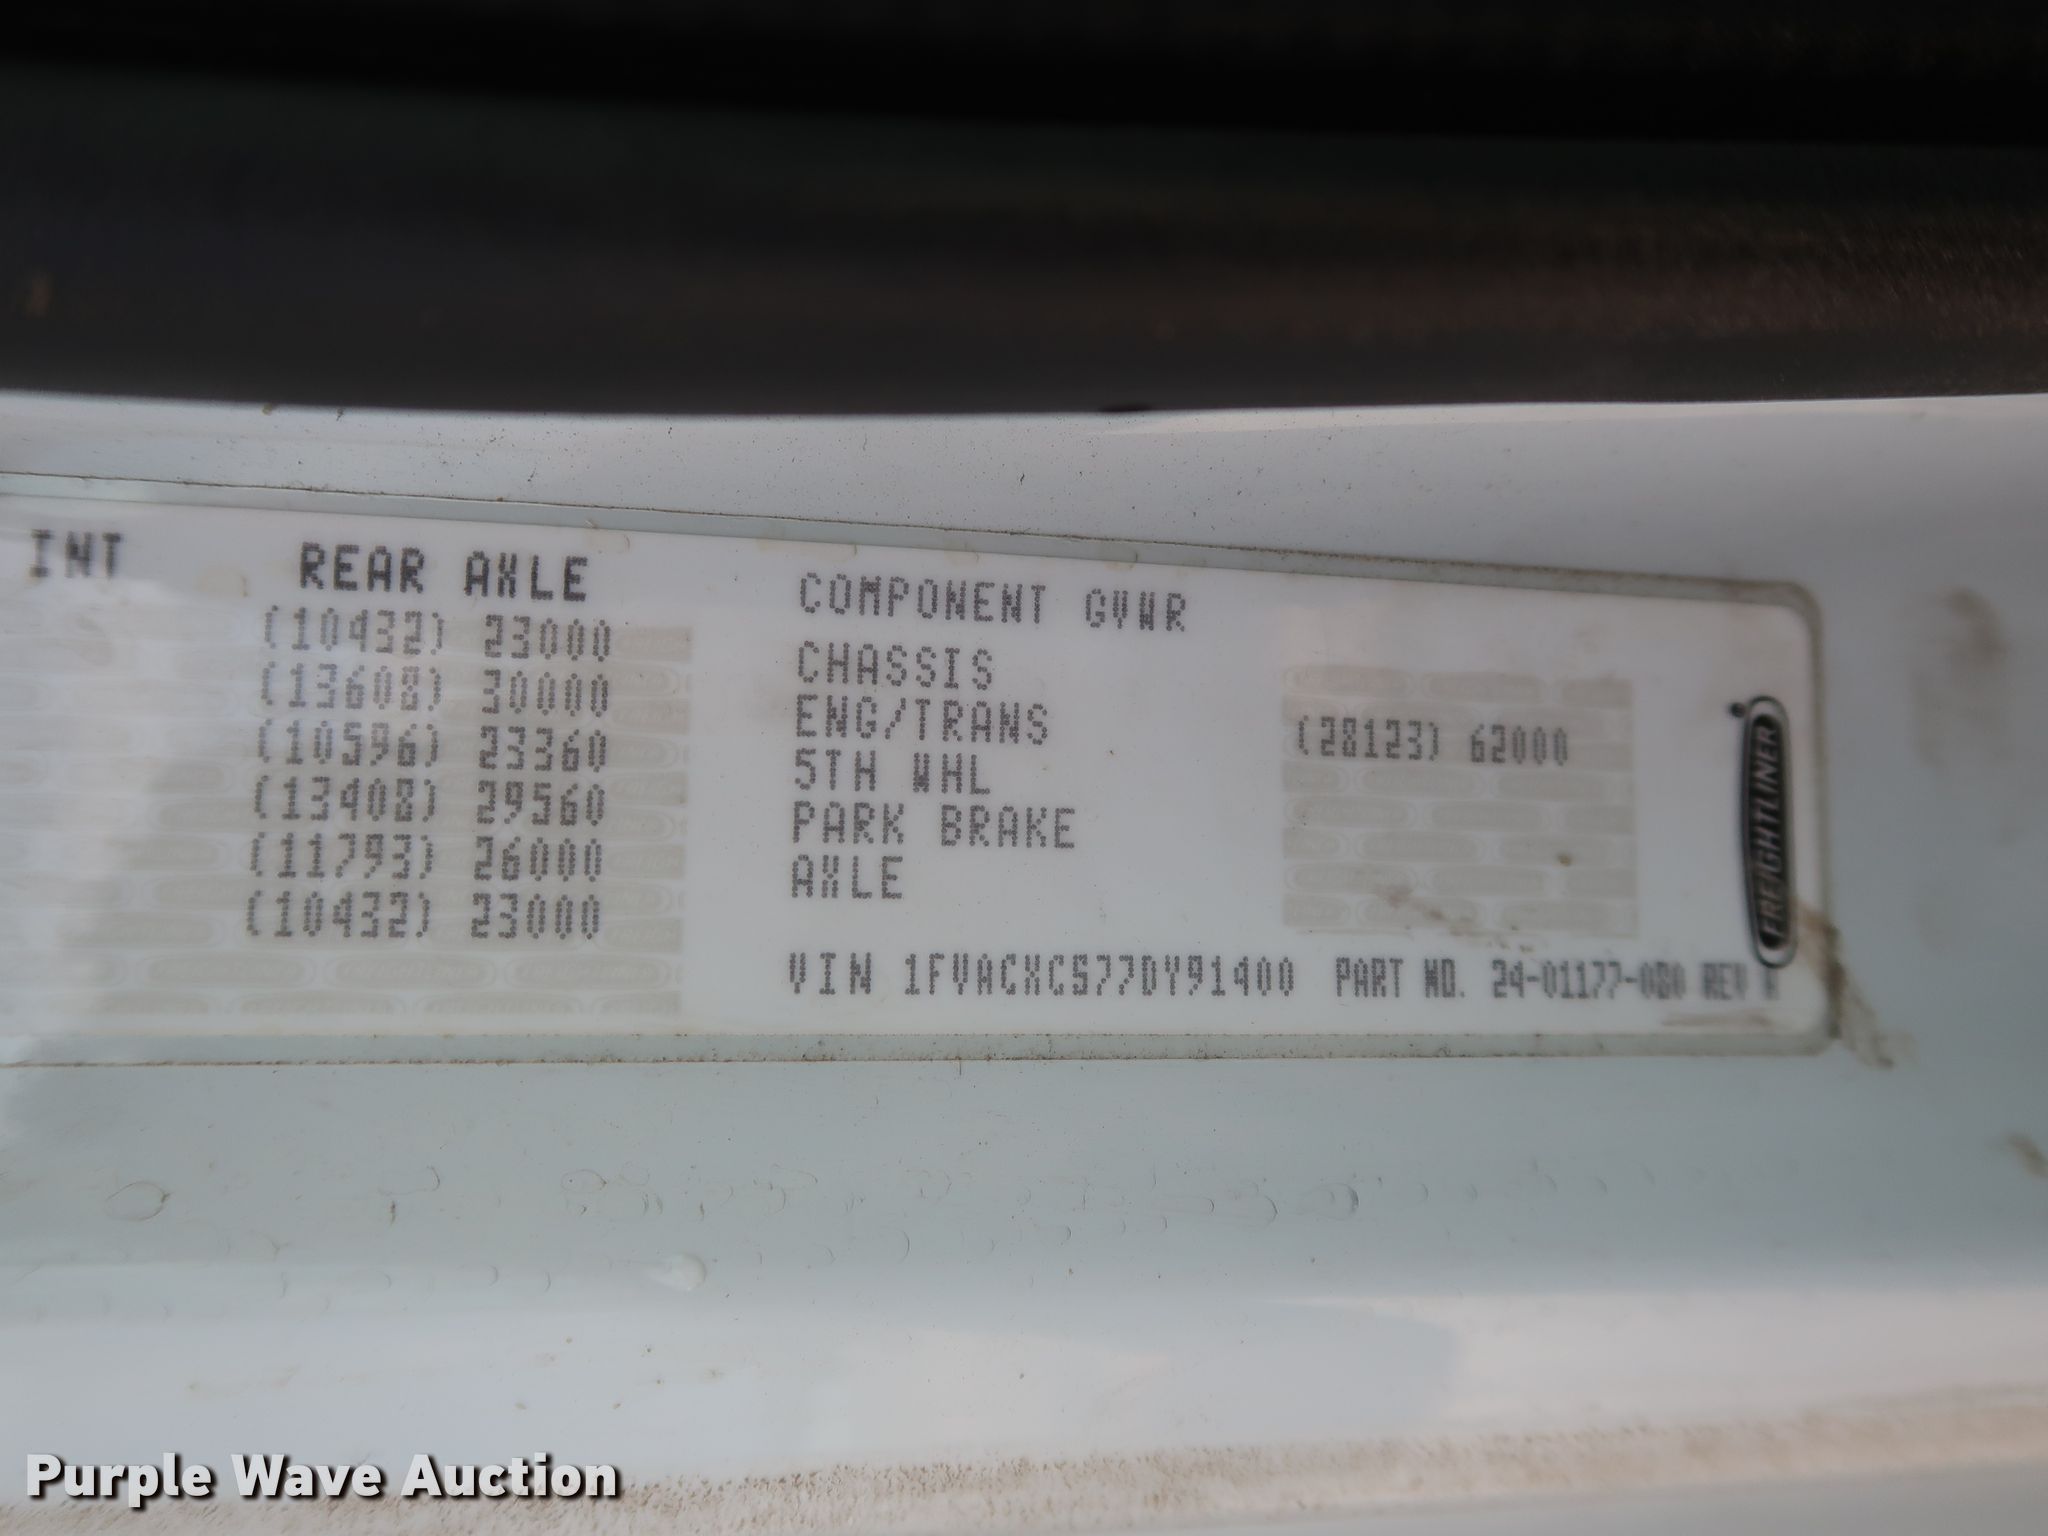 INT
REAR AXLE
(10432) 23000
(13608) 30000
(10596) 23360
(13408) 29560
(11793) 26000
(10432) 23000
COMPONENT GVWR
CHASSIS
ENG/TRANS (28123) 62000
5TH WHL
PARK BRAKE
AXLE
VIN 1FVACXCS77DY91400 PART NO. 24-01177-080 REV
FREIGHTLINER
Purple Wave Auction